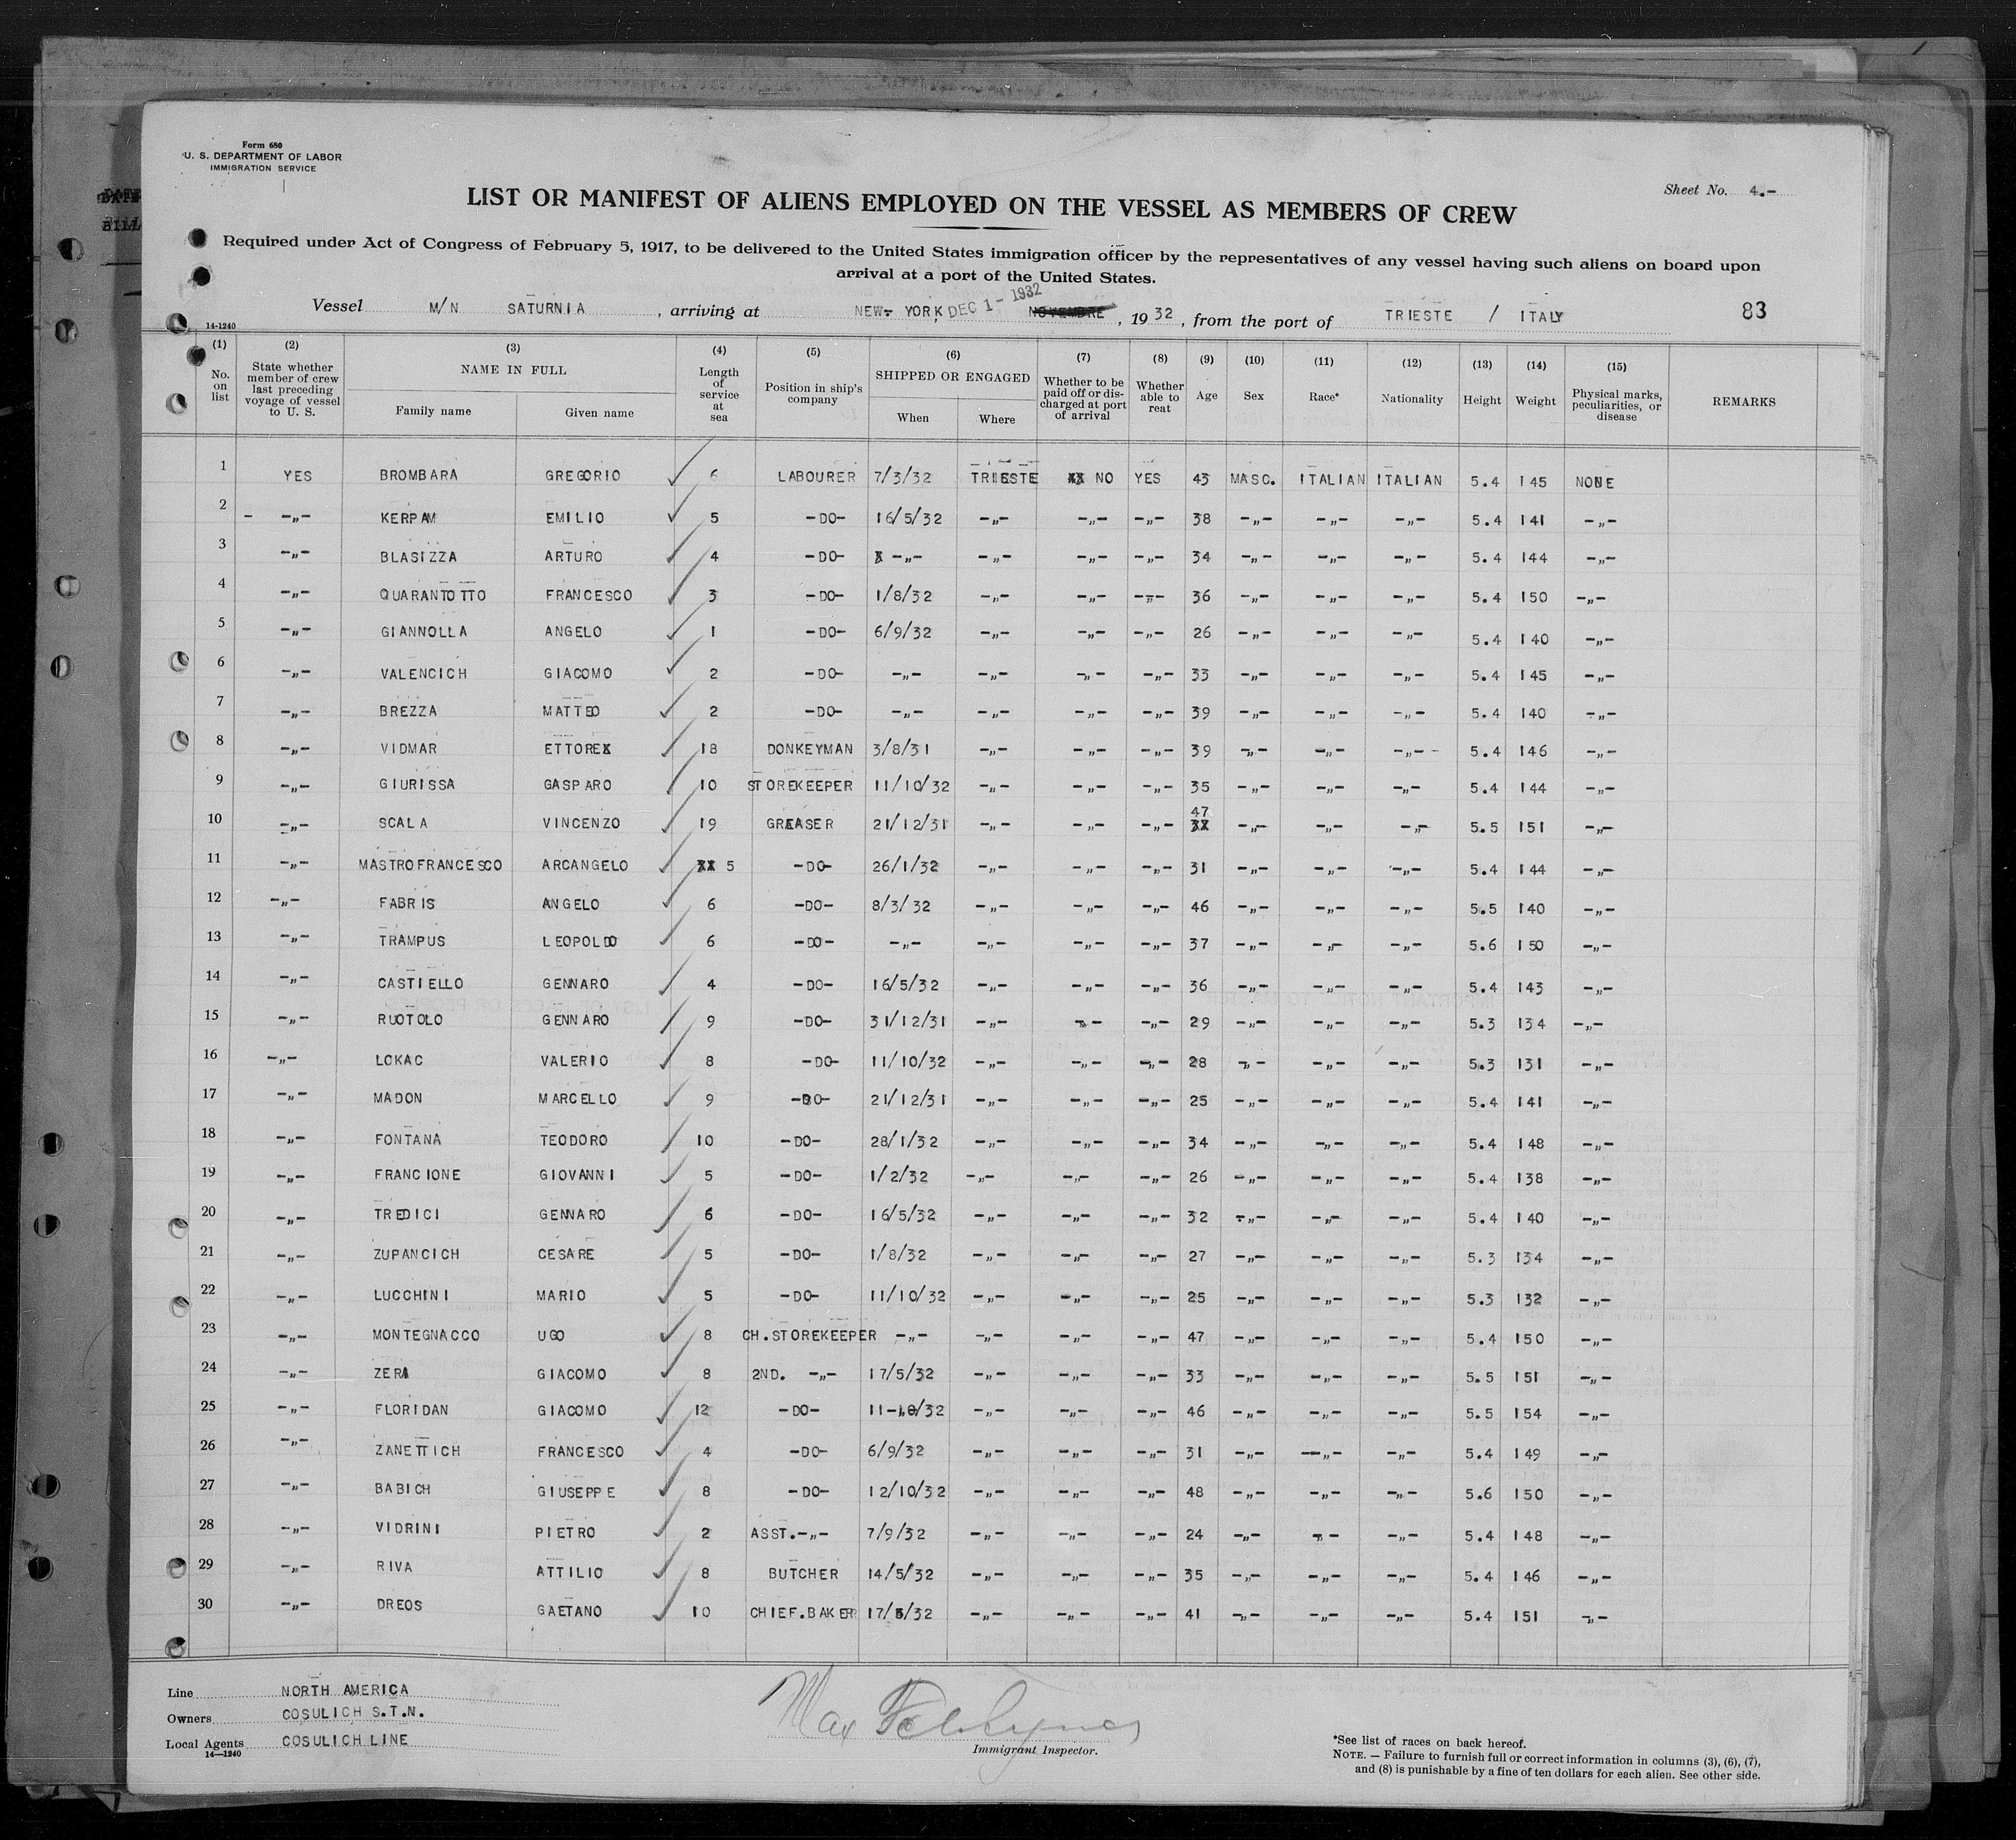 Form 680
U. S. DEPARTMENT OF LABOR
IMMIGRATION SERVICE
Sheet No. 4.-
LIST OR MANIFEST OF ALIENS EMPLOYED ON THE VESSEL AS MEMBERS OF CREW
Required under Act of Congress of February 5, 1917, to be delivered to the United States immigration officer by the representatives of any vessel having such aliens on board upon
arrival at a port of the United States.
Vessel M/N SATURNIA, arriving at NEW-YORK, DEC 1 - 1932 NOVEMBRE, 1932, from the port of TRIESTE / ITALY 83
14-1240
(1) (2) (3) (4) (5) (6) (7) (8) (9) (10) (11) (12) (13) (14) (15)
No. on list State whether member of crew last preceding voyage of vessel to U. S. NAME IN FULL Family name Given name Length of service at sea Position in ship's company SHIPPED OR ENGAGED When Where Whether to be paid off or discharged at port of arrival Whether able to reat Age Sex Race* Nationality Height Weight Physical marks, peculiarities, or disease REMARKS
1 YES BROMBARA GREGORIO 6 LABOURER 7/3/32 TRIESTE XX NO YES 43 MASC. ITALIAN ITALIAN 5.4 145 NONE
2 - -„- KERPAM EMILIO 5 -DO- 16/5/32 -„- -„- -„- 38 -„- -„- -„- 5.4 141 -„-
3 -„- BLASIZZA ARTURO 4 -DO- X -„- -„- -„- -„- 34 -„- -„- -„- 5.4 144 -„-
4 -„- QUARANTOTTO FRANCESCO 3 -DO- 1/8/32 -„- -„- -„- 36 -„- -„- -„- 5.4 150 -„-
5 -„- GIANNOLLA ANGELO 1 -DO- 6/9/32 -„- -„- -„- 26 -„- -„- -„- 5.4 140 -„-
6 -„- VALENCICH GIACOMO 2 -DO- -„- -„- -„- -„- 33 -„- -„- -„- 5.4 145 -„-
7 -„- BREZZA MATTEO 2 -DO- -„- -„- -„- -„- 39 -„- -„- -„- 5.4 140 -„-
8 -„- VIDMAR ETTOREX 18 DONKEYMAN 3/8/31 -„- -„- -„- 39 -„- -„- -„- 5.4 146 -„-
9 -„- GIURISSA GASPARO 10 STOREKEEPER 11/10/32 -„- -„- -„- 35 -„- -„- -„- 5.4 144 -„-
10 -„- SCALA VINCENZO 19 GREASER 21/12/31 -„- -„- -„- 47 3X -„- -„- -„- 5.5 151 -„-
11 -„- MASTROFRANCESCO ARCANGELO XX 5 -DO- 26/1/32 -„- -„- -„- 31 -„- -„- -„- 5.4 144 -„-
12 -„- FABRIS ANGELO 6 -DO- 8/3/32 -„- -„- -„- 46 -„- -„- -„- 5.5 140 -„-
13 -„- TRAMPUS LEOPOLDO 6 -DO- -„- -„- -„- -„- 37 -„- -„- -„- 5.6 150 -„-
14 -„- CASTIELLO GENNARO 4 -DO- 16/5/32 -„- -„- -„- 36 -„- -„- -„- 5.4 143 -„-
15 -„- RUOTOLO GENNARO 9 -DO- 31/12/31 -„- -„- -„- 29 -„- -„- -„- 5.3 134 -„-
16 -„- LOKAC VALERIO 8 -DO- 11/10/32 -„- -„- -„- 28 -„- -„- -„- 5.3 131 -„-
17 -„- MADON MARCELLO 9 -DO- 21/12/31 -„- -„- -„- 25 -„- -„- -„- 5.4 141 -„-
18 -„- FONTANA TEODORO 10 -DO- 28/1/32 -„- -„- -„- 34 -„- -„- -„- 5.4 148 -„-
19 -„- FRANCIONE GIOVANNI 5 -DO- 1/2/32 -„- -„- -„- 26 -„- -„- -„- 5.4 138 -„-
20 -„- TREDICI GENNARO 6 -DO- 16/5/32 -„- -„- -„- 32 -„- -„- -„- 5.4 140 -„-
21 -„- ZUPANCICH CESARE 5 -DO- 1/8/32 -„- -„- -„- 27 -„- -„- -„- 5.3 134 -„-
22 -„- LUCCHINI MARIO 5 -DO- 11/10/32 -„- -„- -„- 25 -„- -„- -„- 5.3 132 -„-
23 -„- MONTEGNACCO UGO 8 CH.STOREKEEPER -„- -„- -„- -„- 47 -„- -„- -„- 5.4 150 -„-
24 -„- ZERA GIACOMO 8 2ND. -„- 17/5/32 -„- -„- -„- 33 -„- -„- -„- 5.5 151 -„-
25 -„- FLORIDAN GIACOMO 12 -DO- 11-10/32 -„- -„- -„- 46 -„- -„- -„- 5.5 154 -„-
26 -„- ZANETTICH FRANCESCO 4 -DO- 6/9/32 -„- -„- -„- 31 -„- -„- -„- 5.4 149 -„-
27 -„- BABICH GIUSEPPE 8 -DO- 12/10/32 -„- -„- -„- 48 -„- -„- -„- 5.6 150 -„-
28 -„- VIDRINI PIETRO 2 ASST.-„- 7/9/32 -„- -„- -„- 24 -„- -„- -„- 5.4 148 -„-
29 -„- RIVA ATTILIO 8 BUTCHER 14/5/32 -„- -„- -„- 35 -„- -„- -„- 5.4 146 -„-
30 -„- DREOS GAETANO 10 CHIEF.BAKER 17/5/32 -„- -„- -„- 41 -„- -„- -„- 5.4 151 -„-
Line NORTH AMERICA
Owners COSULICH S.T.N.
Local Agents COSULICH LINE
14-1240
Max
Immigrant Inspector.
*See list of races on back hereof.
NOTE. — Failure to furnish full or correct information in columns (3), (6), (7),
and (8) is punishable by a fine of ten dollars for each alien. See other side.